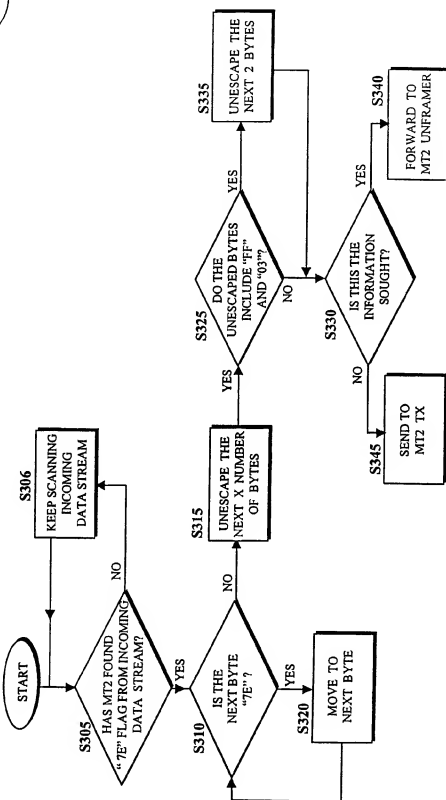 START
S305
HAS MT2 FOUND
“ 7E” FLAG FROM INCOMING
DATA STREAM?
NO
YES
S306
KEEP SCANNING
INCOMING
DATA STREAM
S310
IS THE
NEXT BYTE
“7E” ?
NO
YES
S320
MOVE TO
NEXT BYTE
S315
UNESCAPE THE
NEXT X NUMBER
OF BYTES
YES
S325
DO THE
UNESCAPED BYTES
INCLUDE “FF”
AND “03”?
YES
NO
S335
UNESCAPE THE
NEXT 2 BYTES
S330
IS THIS THE
INFORMATION
SOUGHT?
NO
YES
S345
SEND TO
MT2 TX
S340
FORWARD TO
MT2 UNFRAMER